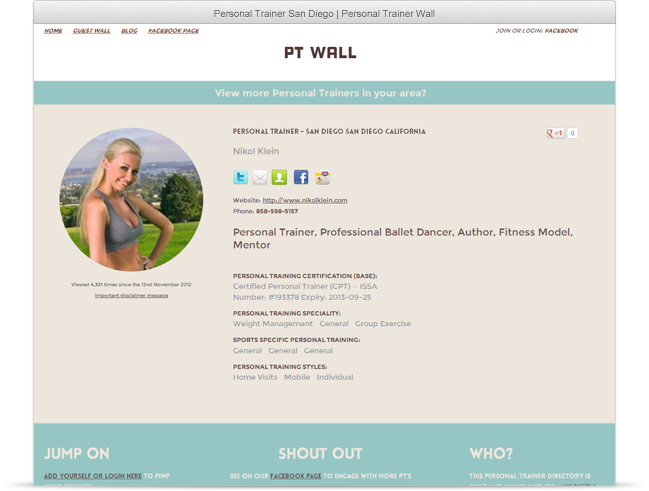 Personal Trainer San Diego | Personal Trainer Wall
HOME GUEST WALL BLOG FACEBOOK PAGE JOIN OR LOGIN: FACEBOOK
PT WALL
View more Personal Trainers in your area?
PERSONAL TRAINER - SAN DIEGO SAN DIEGO CALIFORNIA
+1 0
Nikol Klein
Website: http://www.nikolklein.com
Phone: 858-598-5157
Personal Trainer, Professional Ballet Dancer, Author, Fitness Model,
Mentor
Viewed 4,321 times since the 12nd November 2012
Important disclaimer message
PERSONAL TRAINING CERTIFICATION (BASE):
Certified Personal Trainer (CPT) – ISSA
Number: #193378 Expiry: 2013-09-25
PERSONAL TRAINING SPECIALITY:
Weight Management General Group Exercise
SPORTS SPECIFIC PERSONAL TRAINING:
General General General
PERSONAL TRAINING STYLES:
Home Visits Mobile Individual
JUMP ON
ADD YOURSELF OR LOGIN HERE TO PIMP
SHOUT OUT
SEE ON OUR FACEBOOK PAGE TO ENGAGE WITH MORE PT'S
WHO?
THIS PERSONAL TRAINER DIRECTORY IS